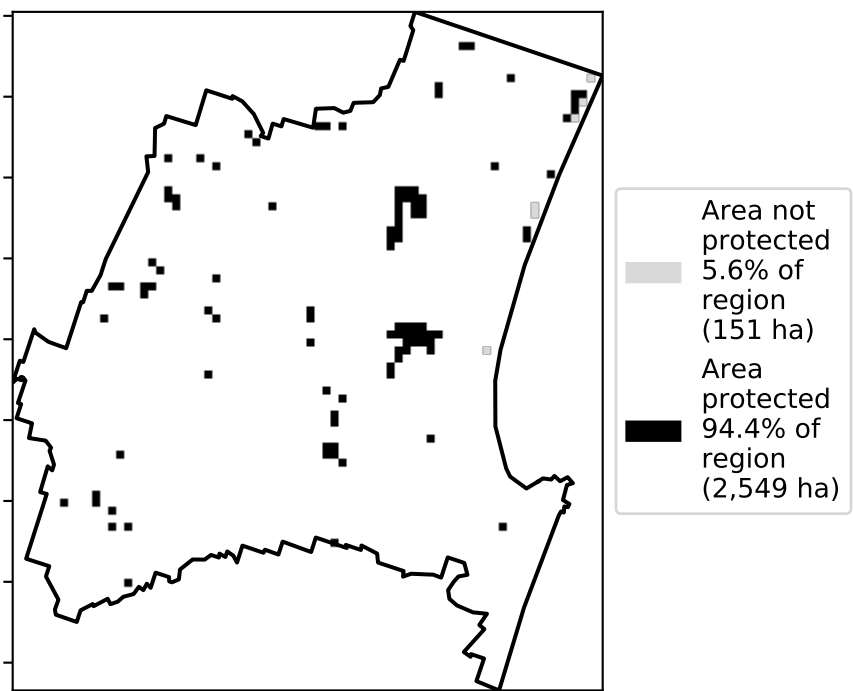 Area not
protected
5.6% of
region
(151 ha)
Area
protected
94.4% of
region
(2,549 ha)